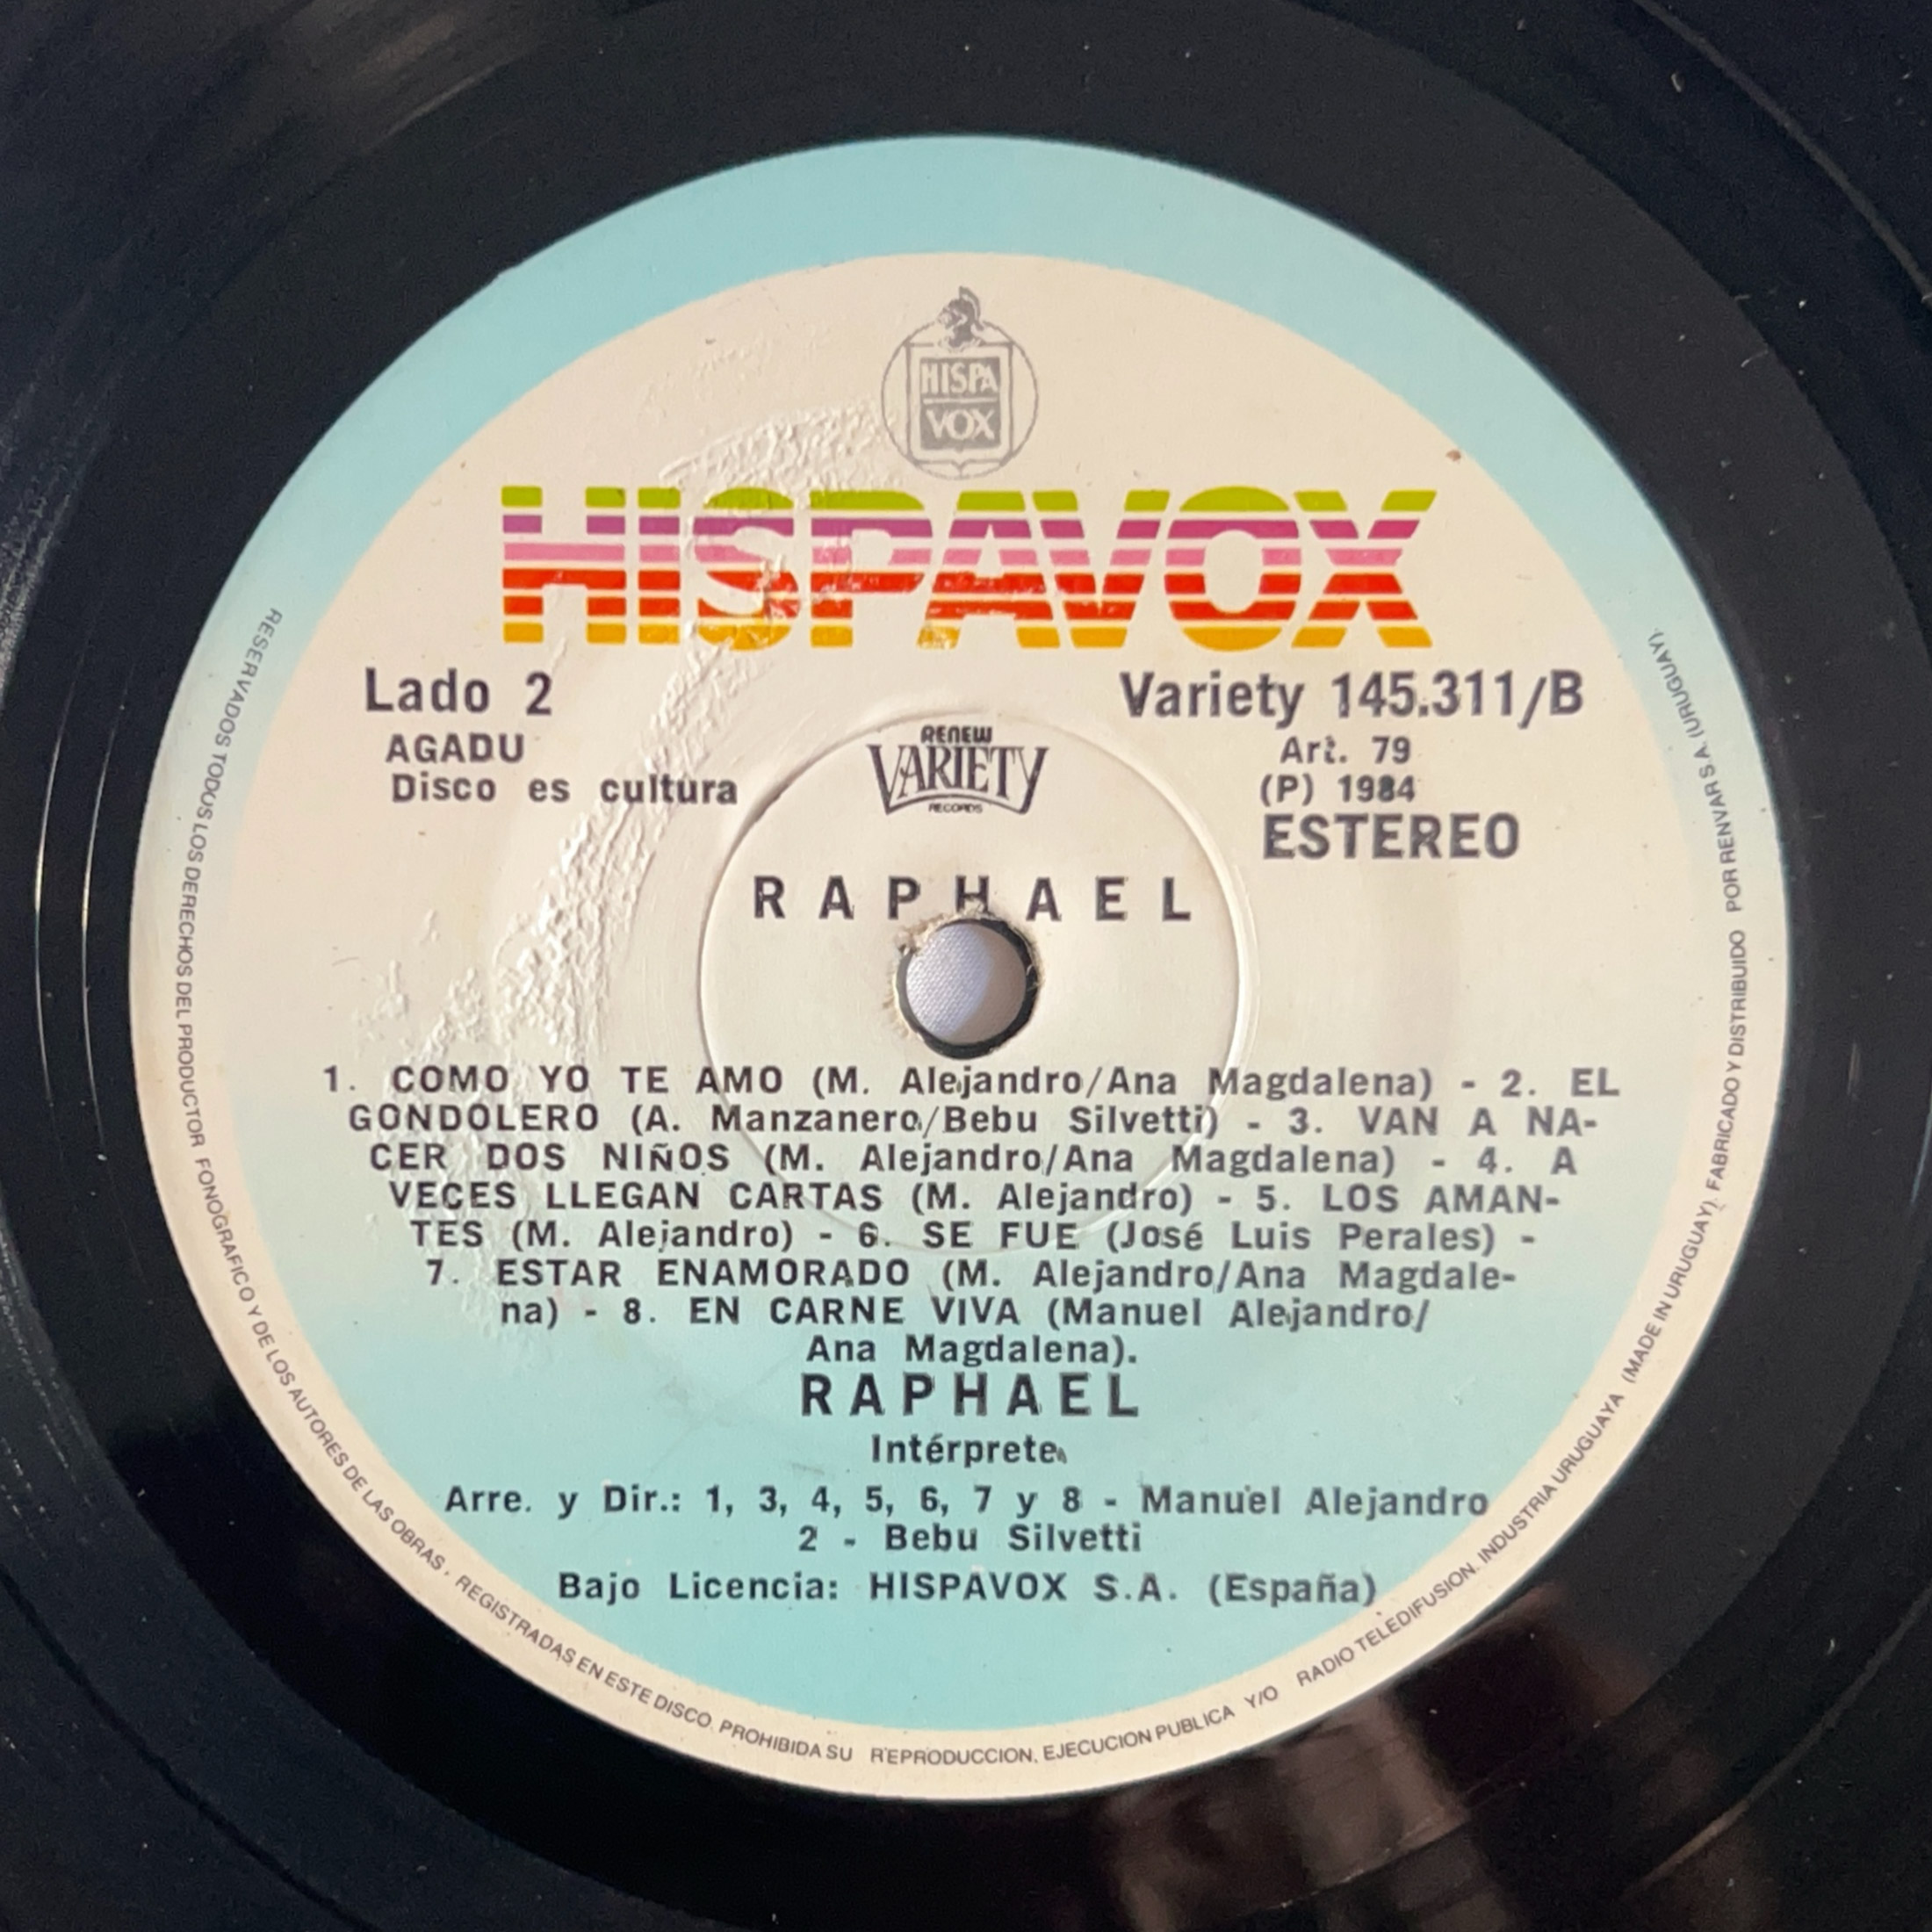 HISPA
VOX
HISPAVOX
Lado 2
Variety 145.311/B
AGADU
Art. 79
Disco es cultura
(P) 1984
ESTEREO
RENEW
VARIETY
RECORDS
RAPHAEL
1. COMO YO TE AMO (M. Alejandro/Ana Magdalena) - 2. EL
GONDOLERO (A. Manzanero/Bebu Silvetti) - 3. VAN A NA-
CER DOS NIÑOS (M. Alejandro/Ana Magdalena) - 4. A
VECES LLEGAN CARTAS (M. Alejandro) - 5. LOS AMAN-
TES (M. Alejandro) - 6. SE FUE (José Luis Perales) -
7. ESTAR ENAMORADO (M. Alejandro/Ana Magdale-
na) - 8. EN CARNE VIVA (Manuel Alejandro/
Ana Magdalena).
RAPHAEL
Intérprete
Arre. y Dir.: 1, 3, 4, 5, 6, 7 y 8 - Manuel Alejandro
2 - Bebu Silvetti
Bajo Licencia: HISPAVOX S.A. (España)
RESERVADOS TODOS LOS DERECHOS DEL PRODUCTOR FONOGRAFICO Y DE LOS AUTORES DE LAS OBRAS. REGISTRADAS EN ESTE DISCO. PROHIBIDA SU REPRODUCCION, EJECUCION PUBLICA Y/O RADIO TELEDIFUSION. INDUSTRIA URUGUAYA (MADE IN URUGUAY). FABRICADO Y DISTRIBUIDO POR RENVAR S.A. (URUGUAY).